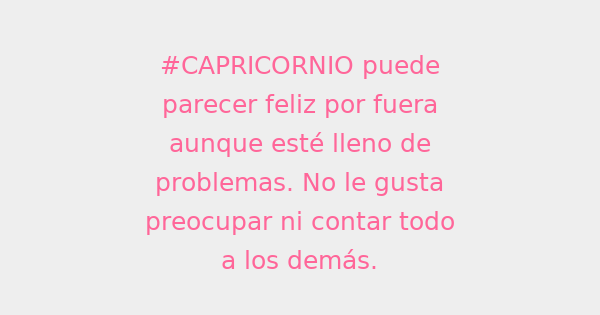 #CAPRICORNIO puede
parecer feliz por fuera
aunque esté lleno de
problemas. No le gusta
preocupar ni contar todo
a los demás.